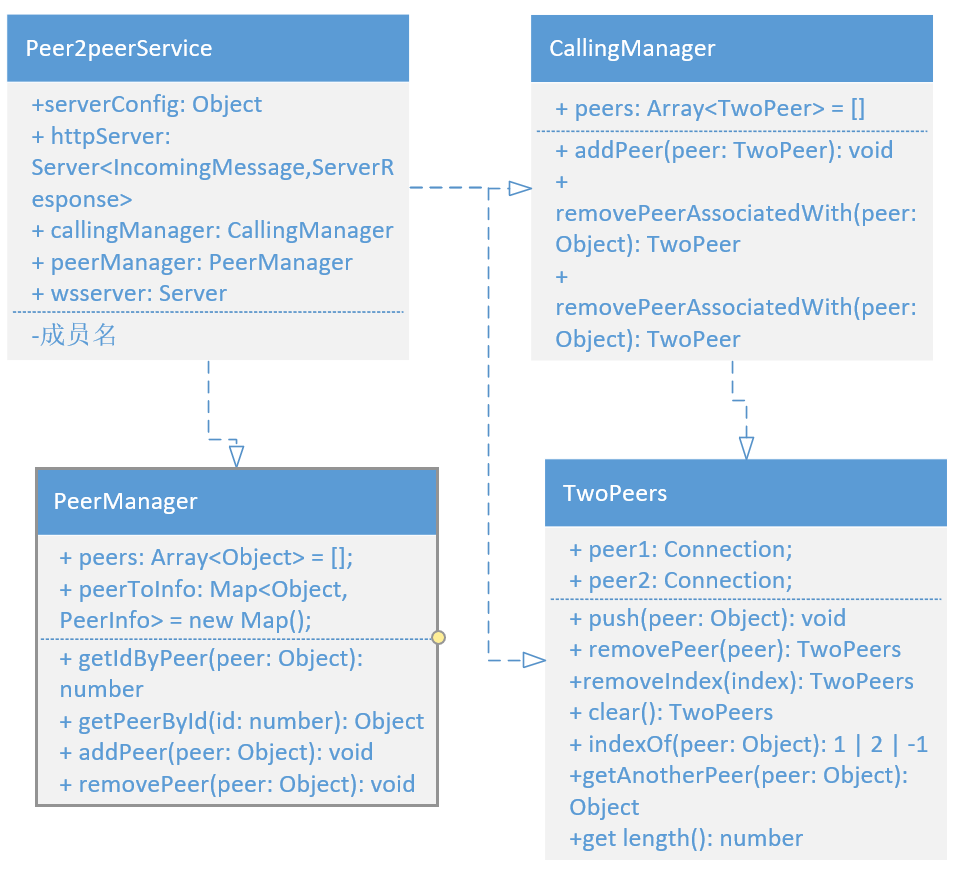 Peer2peerService
+serverConfig: Object
+ httpServer:
Server<IncomingMessage,ServerR
esponse>
+ callingManager: CallingManager
+ peerManager: PeerManager
+ wsserver: Server
-成员名
CallingManager
+ peers: Array<TwoPeer> = []
+ addPeer(peer: TwoPeer): void
+
removePeerAssociatedWith(peer:
Object): TwoPeer
+
removePeerAssociatedWith(peer:
Object): TwoPeer
PeerManager
+ peers: Array<Object> = [];
+ peerToInfo: Map<Object,
PeerInfo> = new Map();
+ getIdByPeer(peer: Object):
number
+ getPeerById(id: number): Object
+ addPeer(peer: Object): void
+ removePeer(peer: Object): void
TwoPeers
+ peer1: Connection;
+ peer2: Connection;
+ push(peer: Object): void
+ removePeer(peer): TwoPeers
+removeIndex(index): TwoPeers
+ clear(): TwoPeers
+ indexOf(peer: Object): 1 | 2 | -1
+getAnotherPeer(peer: Object):
Object
+get length(): number